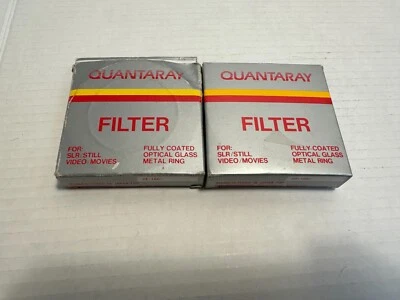 QUANTARAY
FILTER
FOR:
SLR/STILL
VIDEO/MOVIES
FULLY COATED
OPTICAL GLASS
METAL RING
QUANTARAY
FILTER
FOR:
SLR/STILL
VIDEO/MOVIES
FULLY COATED
OPTICAL GLASS
METAL RING